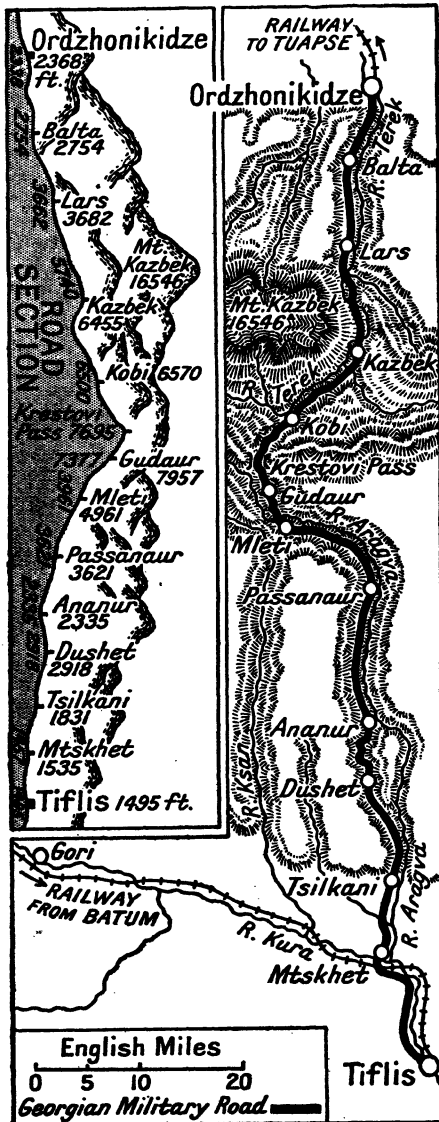 Ordzhonikidze
2368
ft.
Balta
2754
Lars
3682
Mt.
Kazbek
16546
Kazbek
6455
Kobi 6570
Krestovi
Pass 7695
Gudaur
7957
Mleti
4961
Passanaur
3621
Ananur
2335
Dushet
2918
Tsilkani
1831
Mtskhet
1535
Tiflis 1495 ft.
ROAD
SECTION
2754
RAILWAY
TO TUAPSE
Ordzhonikidze
R. Terek
Balta
Lars
Mt. Kazbek
16546
Kazbek
R. Terek
Kobi
Krestovi Pass
Gudaur
Mleti
R. Aragva
Passanaur
Ananur
Dushet
R. Ksan
Tsilkani
R. Aragva
Gori
RAILWAY
FROM BATUM
R. Kura
Mtskhet
Tiflis
English Miles
0 5 10 20
Georgian Military Road